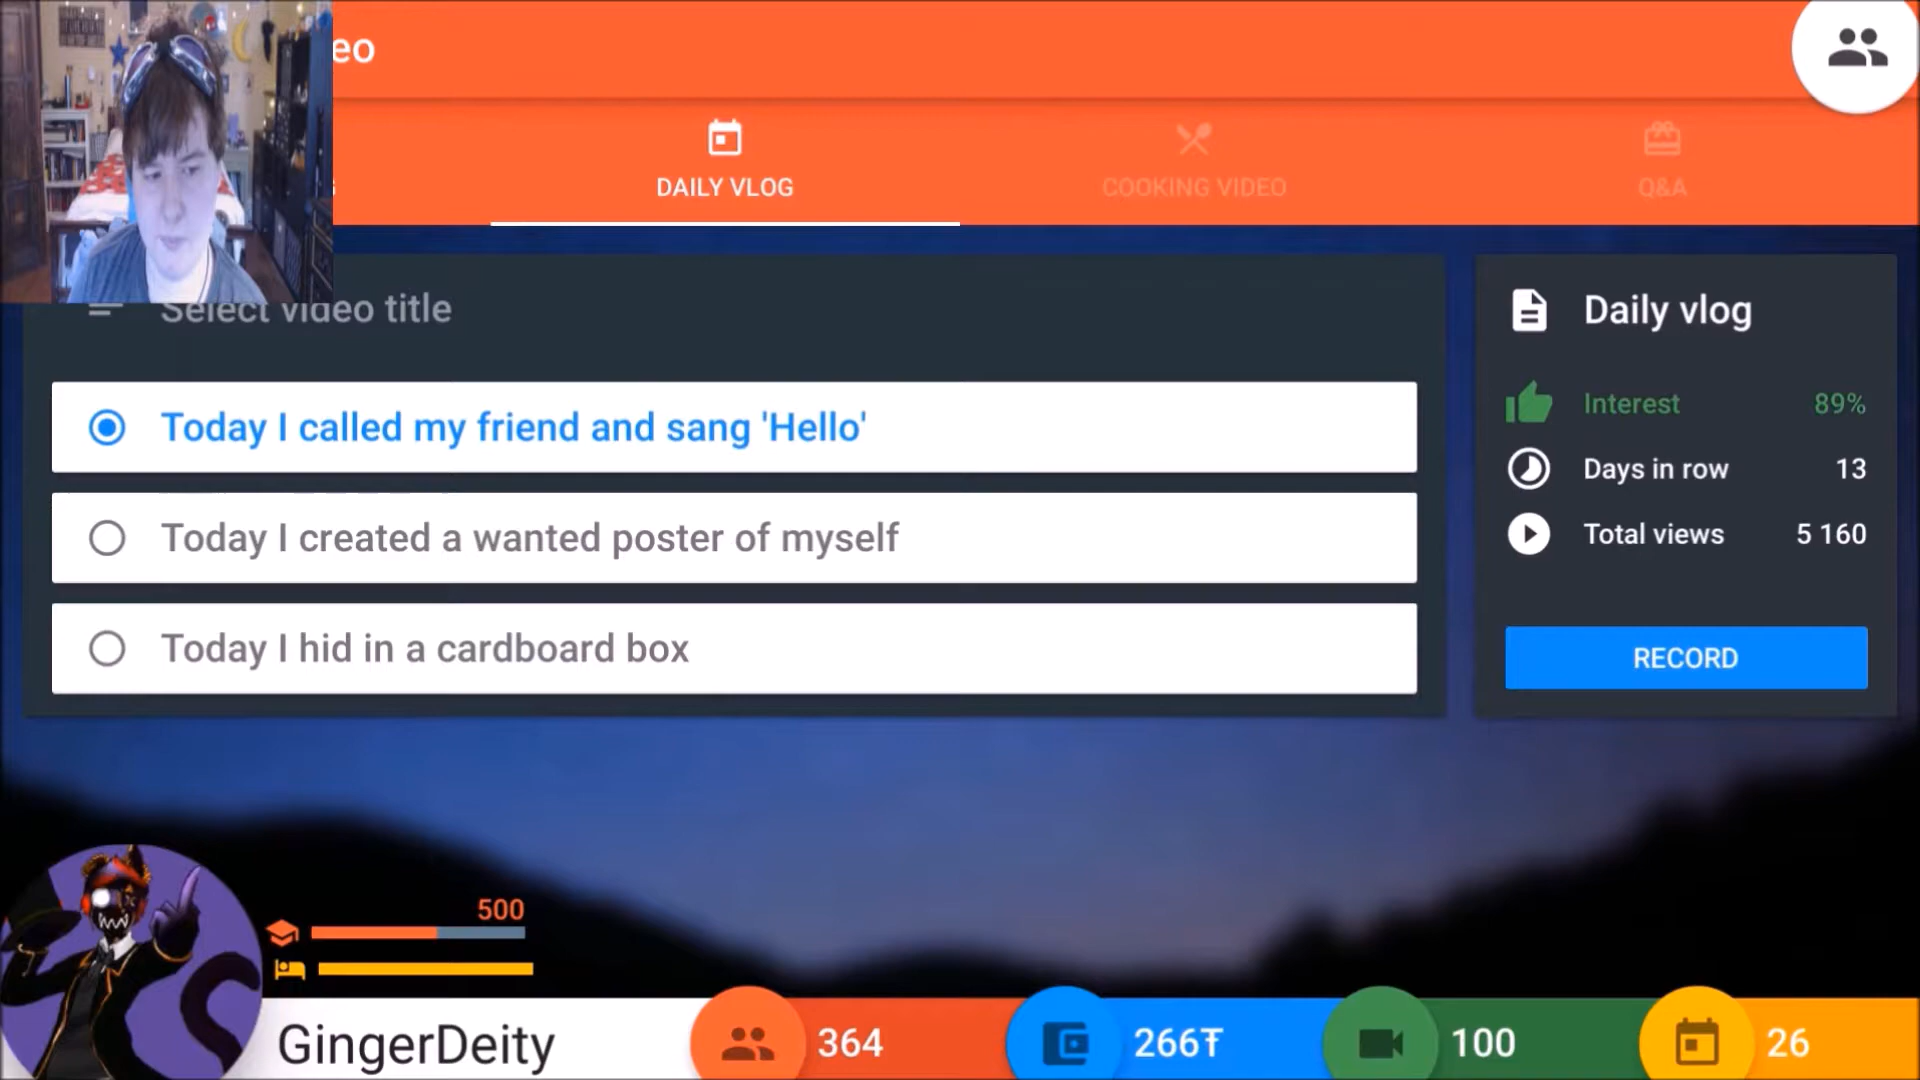 eo
DAILY VLOG
COOKING VIDEO
Q&A
Select video title
Today I called my friend and sang 'Hello'
Today I created a wanted poster of myself
Today I hid in a cardboard box
Daily vlog
Interest 89%
Days in row 13
Total views 5 160
RECORD
500
GingerDeity
364
266Ŧ
100
26